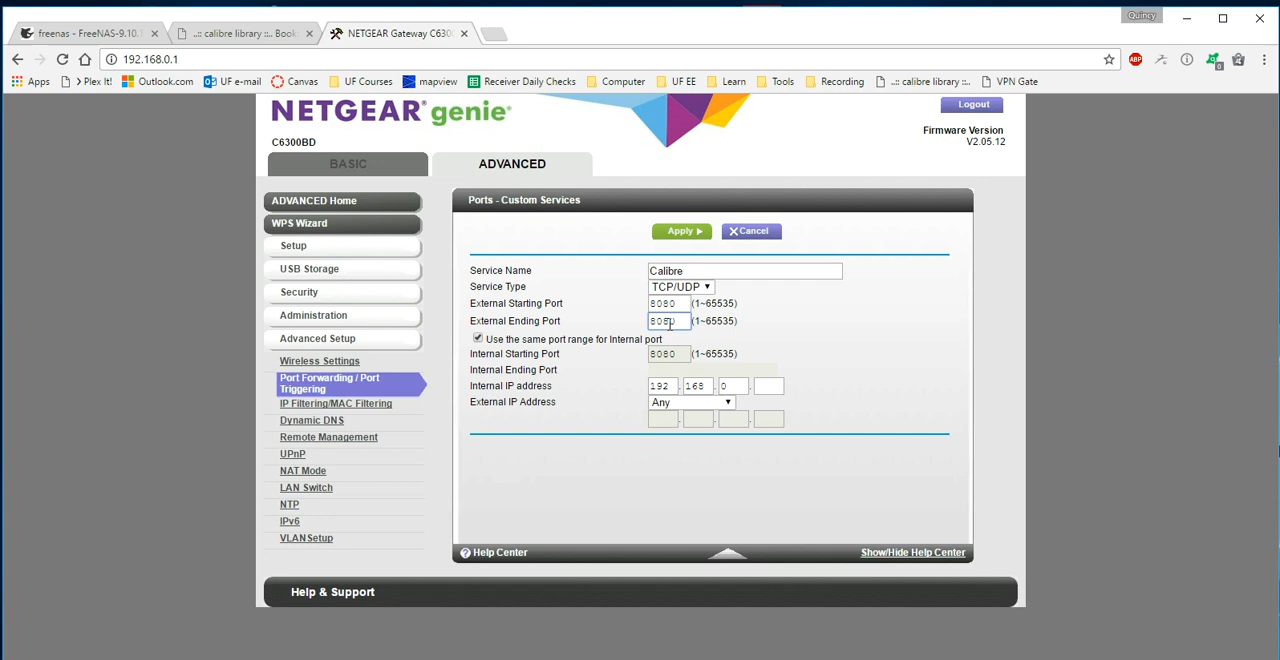 Quincy
freenas - FreeNAS-9.10.
..:: calibre library ::.. Book
NETGEAR Gateway C630
192.168.0.1
ABP
0
Apps > Plex It! Outlook.com UF e-mail Canvas UF Courses mapview Receiver Daily Checks Computer UF EE Learn Tools Recording ..:: calibre library ::.. VPN Gate
NETGEAR® genie®
Logout
Firmware Version
V2.05.12
C6300BD
BASIC
ADVANCED
ADVANCED Home
WPS Wizard
Setup
USB Storage
Security
Administration
Advanced Setup
Wireless Settings
Port Forwarding / Port
Triggering
IP Filtering/MAC Filtering
Dynamic DNS
Remote Management
UPnP
NAT Mode
LAN Switch
NTP
IPv6
VLANSetup
Ports - Custom Services
Apply
Cancel
Service Name Calibre
Service Type TCP/UDP
External Starting Port 8080 (1~65535)
External Ending Port 8080 (1~65535)
Use the same port range for Internal port
Internal Starting Port 8080 (1~65535)
Internal Ending Port
Internal IP address 192 . 168 . 0 .
External IP Address Any
. . .
Help Center
Show/Hide Help Center
Help & Support